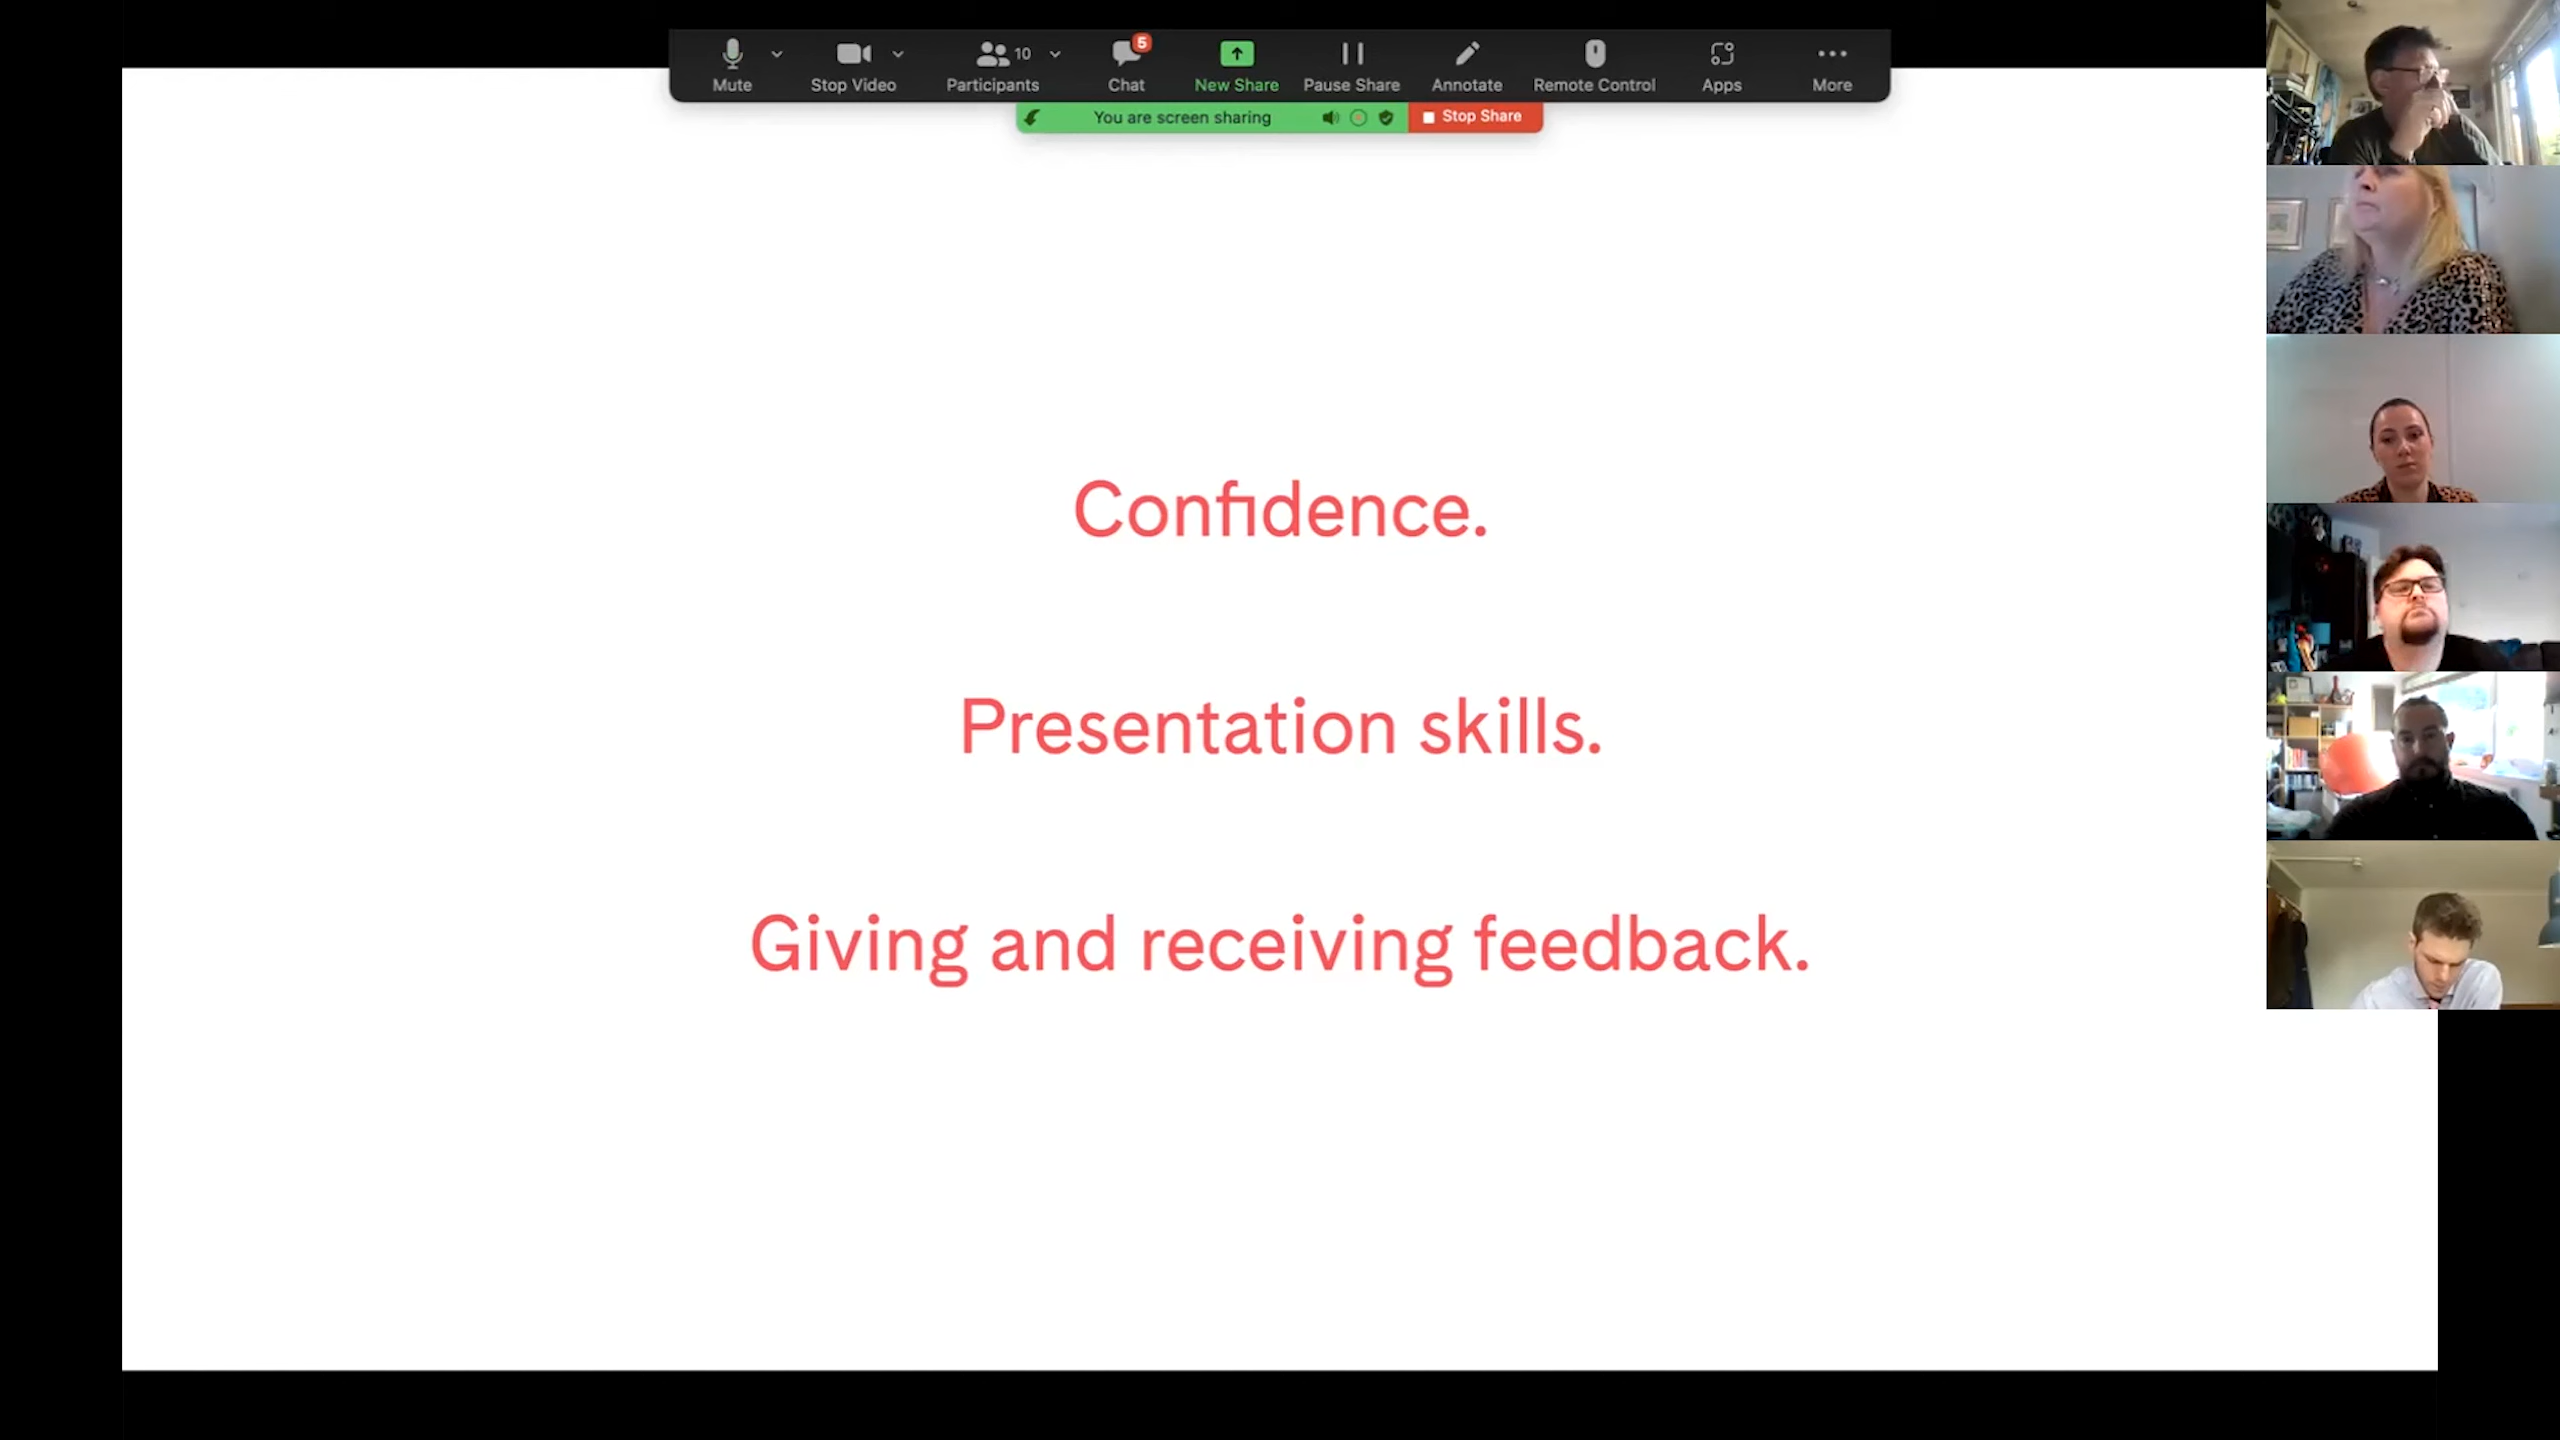 5
10
Mute Stop Video Participants Chat New Share Pause Share Annotate Remote Control Apps More
You are screen sharing Stop Share
Confidence.
Presentation skills.
Giving and receiving feedback.